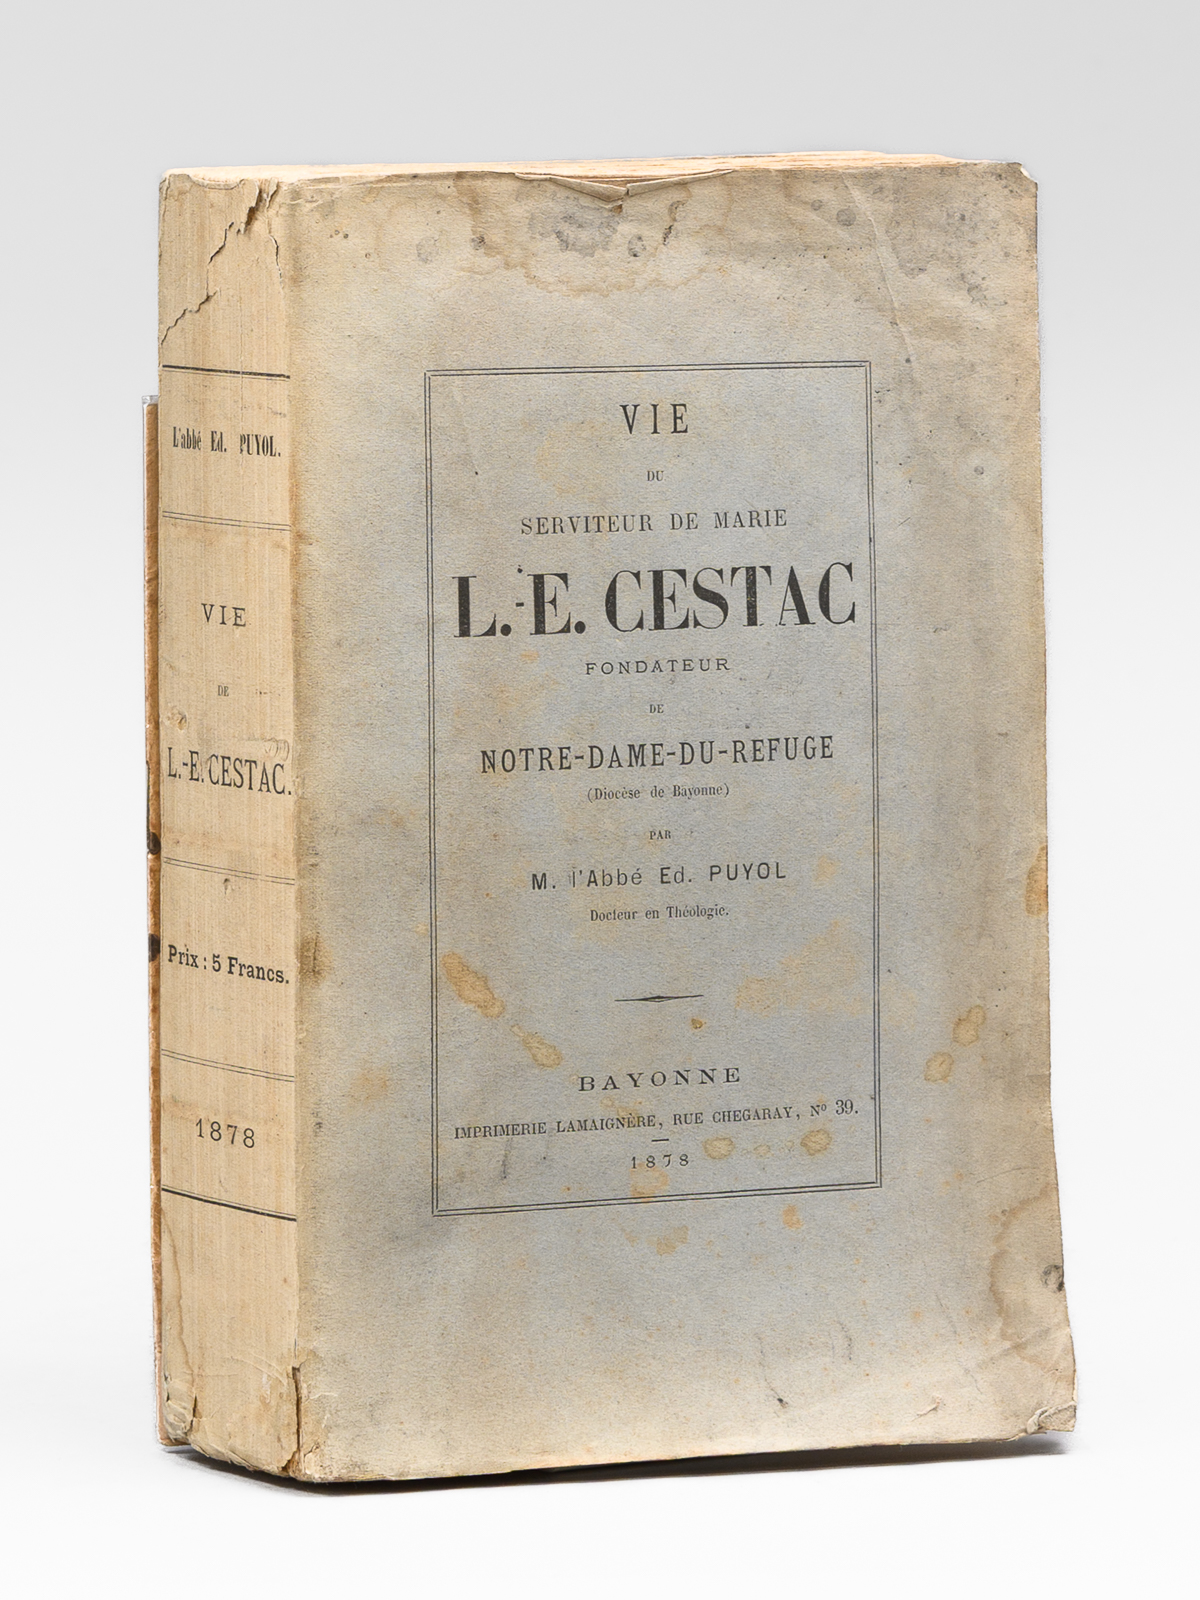 L'abbé Ed. PUYOL.
VIE
DE
L.-E. CESTAC.
Prix : 5 Francs.
1878
VIE
DU
SERVITEUR DE MARIE
L.-E. CESTAC
FONDATEUR
DE
NOTRE-DAME-DU-REFUGE
(Diocèse de Bayonne)
PAR
M. l'Abbé Ed. PUYOL
Docteur en Théologie.
BAYONNE
IMPRIMERIE LAMAIGNÈRE, RUE CHEGARAY, Nº 39.
1878